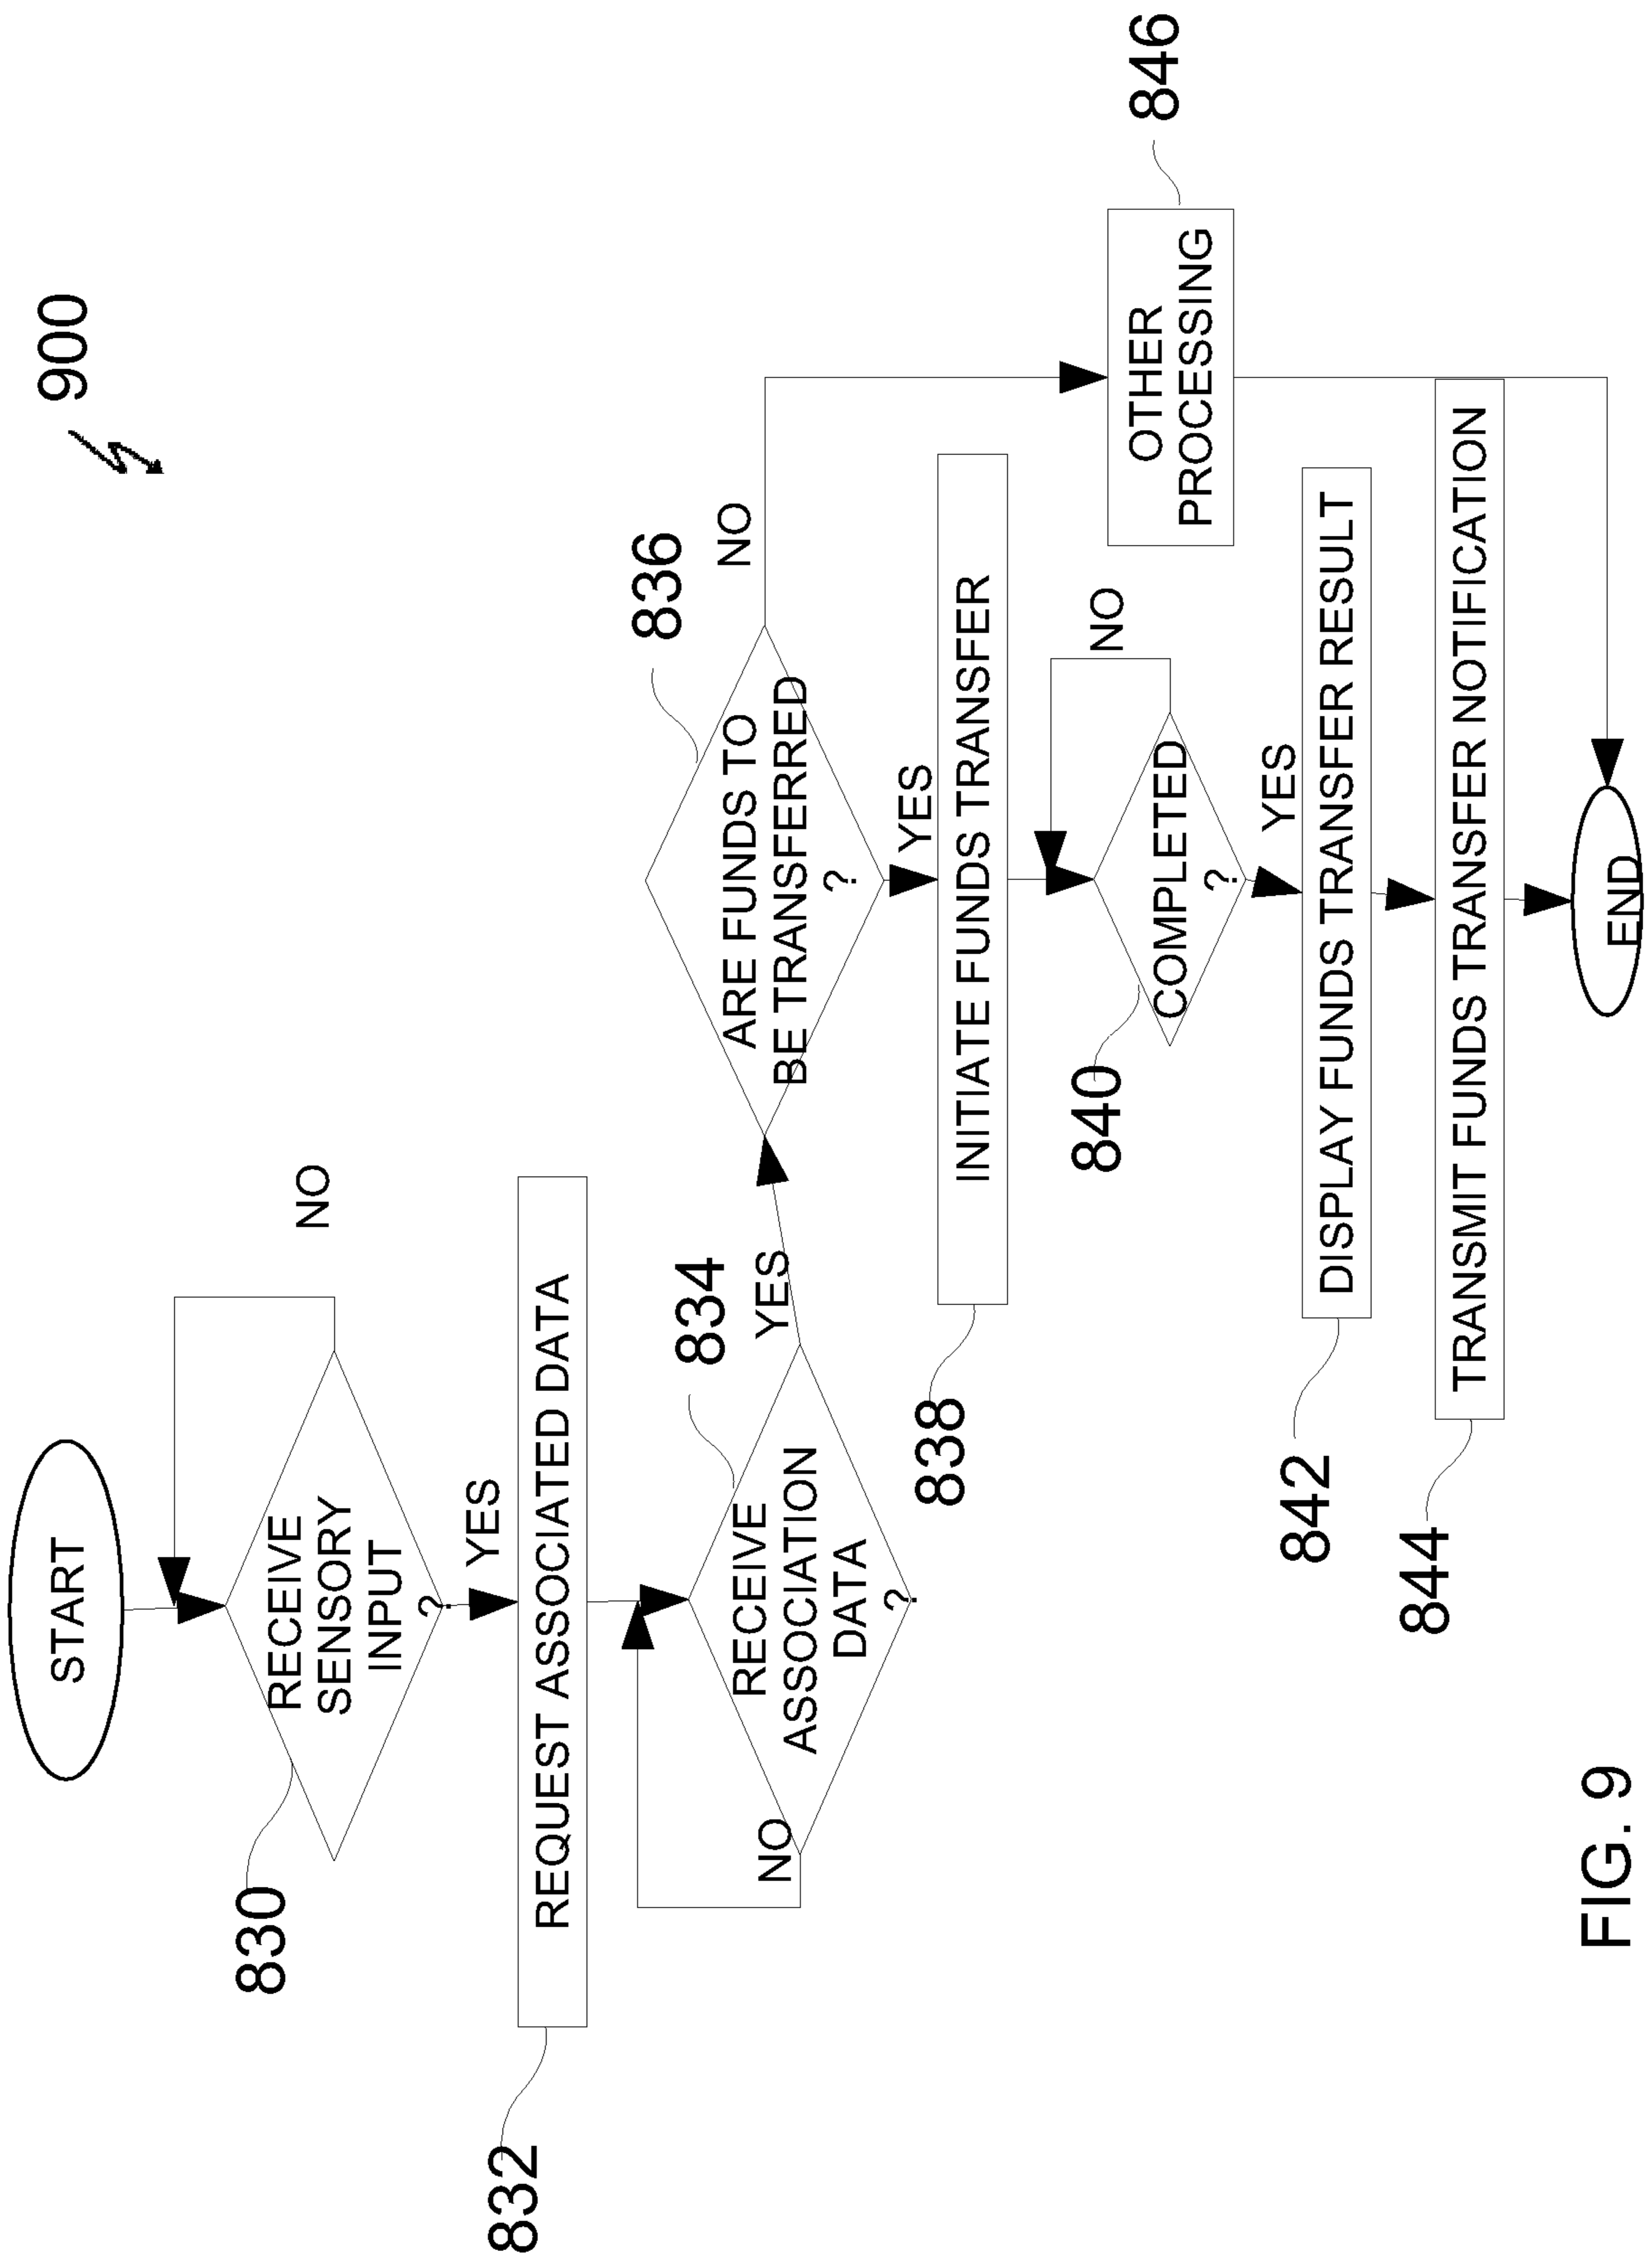 900
START
NO
RECEIVE
SENSORY
INPUT
?
830
YES
REQUEST ASSOCIATED DATA
832
834
RECEIVE
ASSOCIATION
DATA
?
NO
YES
836
ARE FUNDS TO
BE TRANSFERRED
?
NO
YES
INITIATE FUNDS TRANSFER
838
NO
COMPLETED
?
840
YES
OTHER
PROCESSING
846
DISPLAY FUNDS TRANSFER RESULT
842
TRANSMIT FUNDS TRANSFER NOTIFICATION
844
END
FIG. 9